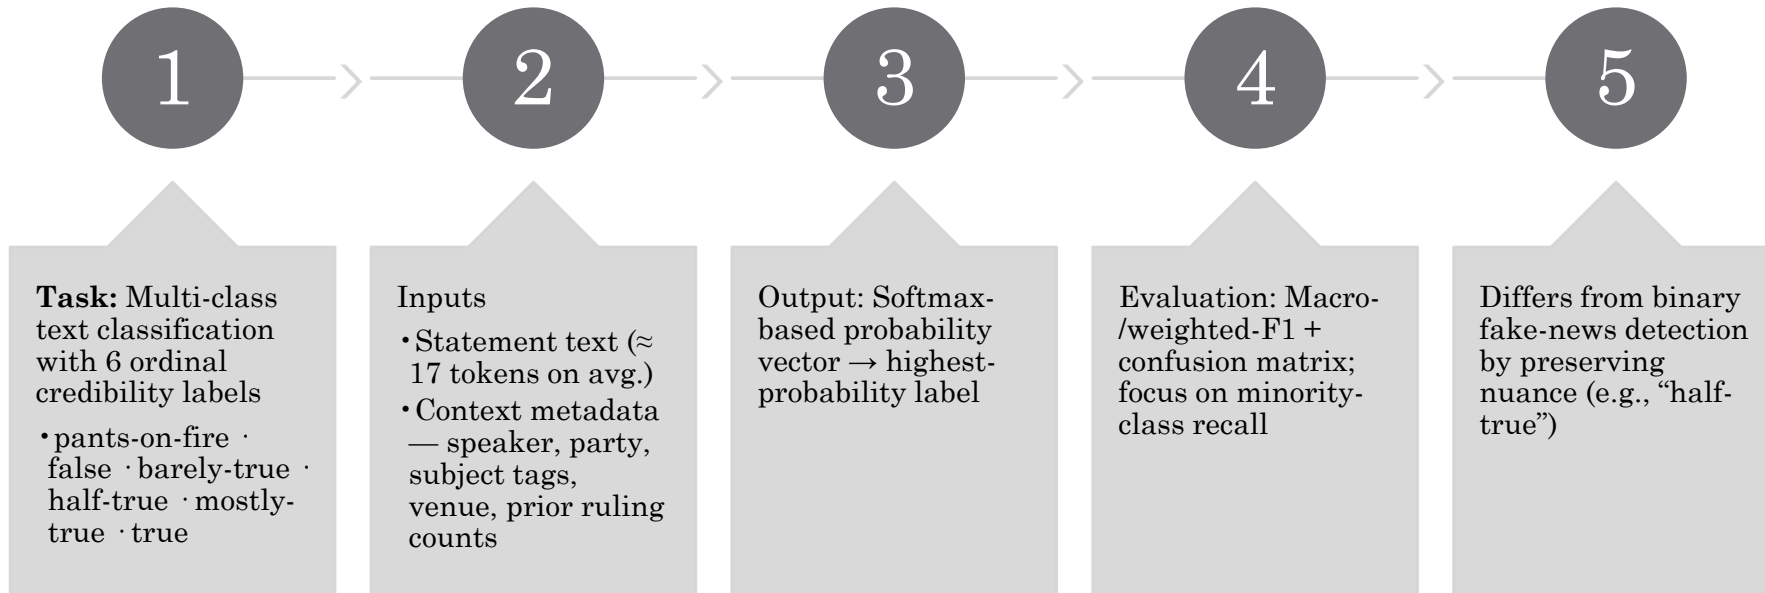 1
2
3
4
5
Task: Multi-class
text classification
with 6 ordinal
credibility labels
•pants-on-fire ·
false ·barely-true ·
half-true ·mostly-
true ·true
Inputs
•Statement text (≈
17 tokens on avg.)
•Context metadata
— speaker, party,
subject tags,
venue, prior ruling
counts
Output: Softmax-
based probability
vector → highest-
probability label
Evaluation: Macro-
/weighted-F1 +
confusion matrix;
focus on minority-
class recall
Differs from binary
fake-news detection
by preserving
nuance (e.g., “half-
true”)